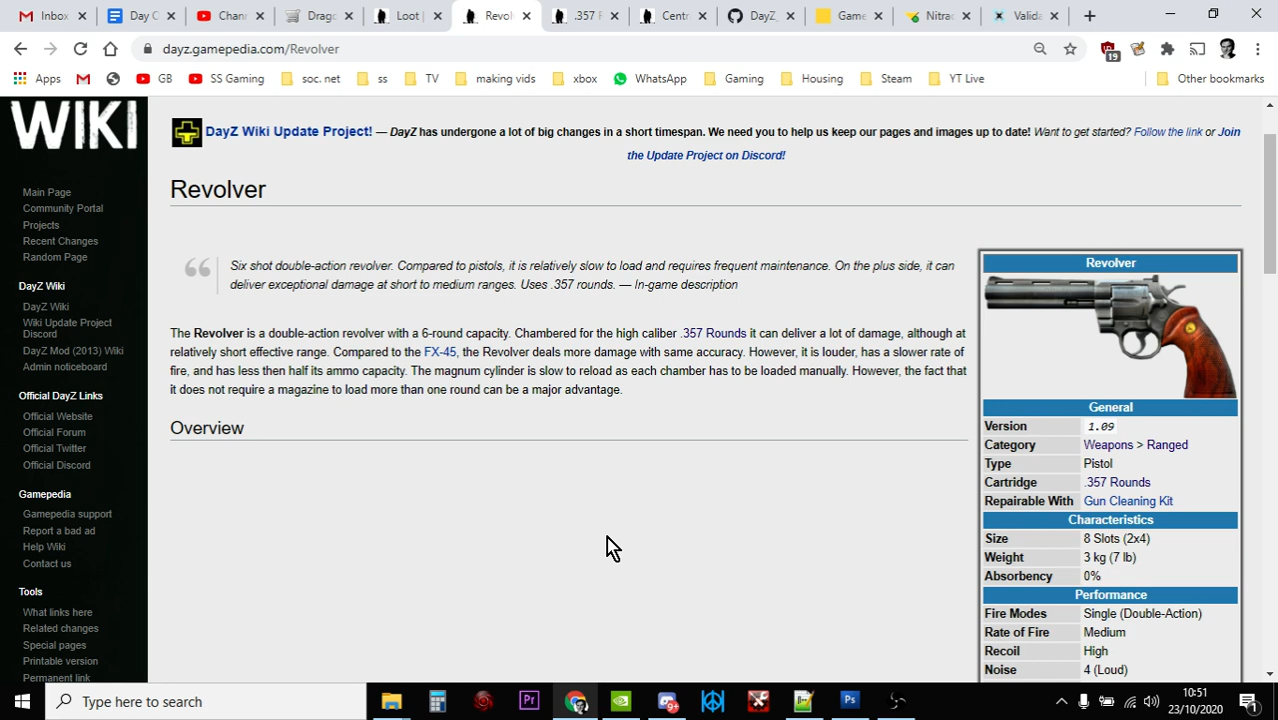 Inbox
Day C
Chann
Drago
Loot |
Revol
.357 R
Centr
DayZ
Game
Nitrac
Valida
dayz.gamepedia.com/Revolver
19
Apps
GB
SS Gaming
soc. net
ss
TV
making vids
xbox
WhatsApp
Gaming
Housing
Steam
YT Live
Other bookmarks
WIKI
Main Page
Community Portal
Projects
Recent Changes
Random Page
DayZ Wiki
DayZ Wiki
Wiki Update Project
Discord
DayZ Mod (2013) Wiki
Admin noticeboard
Official DayZ Links
Official Website
Official Forum
Official Twitter
Official Discord
Gamepedia
Gamepedia support
Report a bad ad
Help Wiki
Contact us
Tools
What links here
Related changes
Special pages
Printable version
Permanent link
DayZ Wiki Update Project! — DayZ has undergone a lot of big changes in a short timespan. We need you to help us keep our pages and images up to date! Want to get started? Follow the link or Join
the Update Project on Discord!
Revolver
Six shot double-action revolver. Compared to pistols, it is relatively slow to load and requires frequent maintenance. On the plus side, it can
deliver exceptional damage at short to medium ranges. Uses .357 rounds. — In-game description
The Revolver is a double-action revolver with a 6-round capacity. Chambered for the high caliber .357 Rounds it can deliver a lot of damage, although at
relatively short effective range. Compared to the FX-45, the Revolver deals more damage with same accuracy. However, it is louder, has a slower rate of
fire, and has less then half its ammo capacity. The magnum cylinder is slow to reload as each chamber has to be loaded manually. However, the fact that
it does not require a magazine to load more than one round can be a major advantage.
Overview
Revolver
General
Version 1.09
Category Weapons > Ranged
Type Pistol
Cartridge .357 Rounds
Repairable With Gun Cleaning Kit
Characteristics
Size 8 Slots (2x4)
Weight 3 kg (7 lb)
Absorbency 0%
Performance
Fire Modes Single (Double-Action)
Rate of Fire Medium
Recoil High
Noise 4 (Loud)
Type here to search
Pr
Ps
10:51
23/10/2020
1